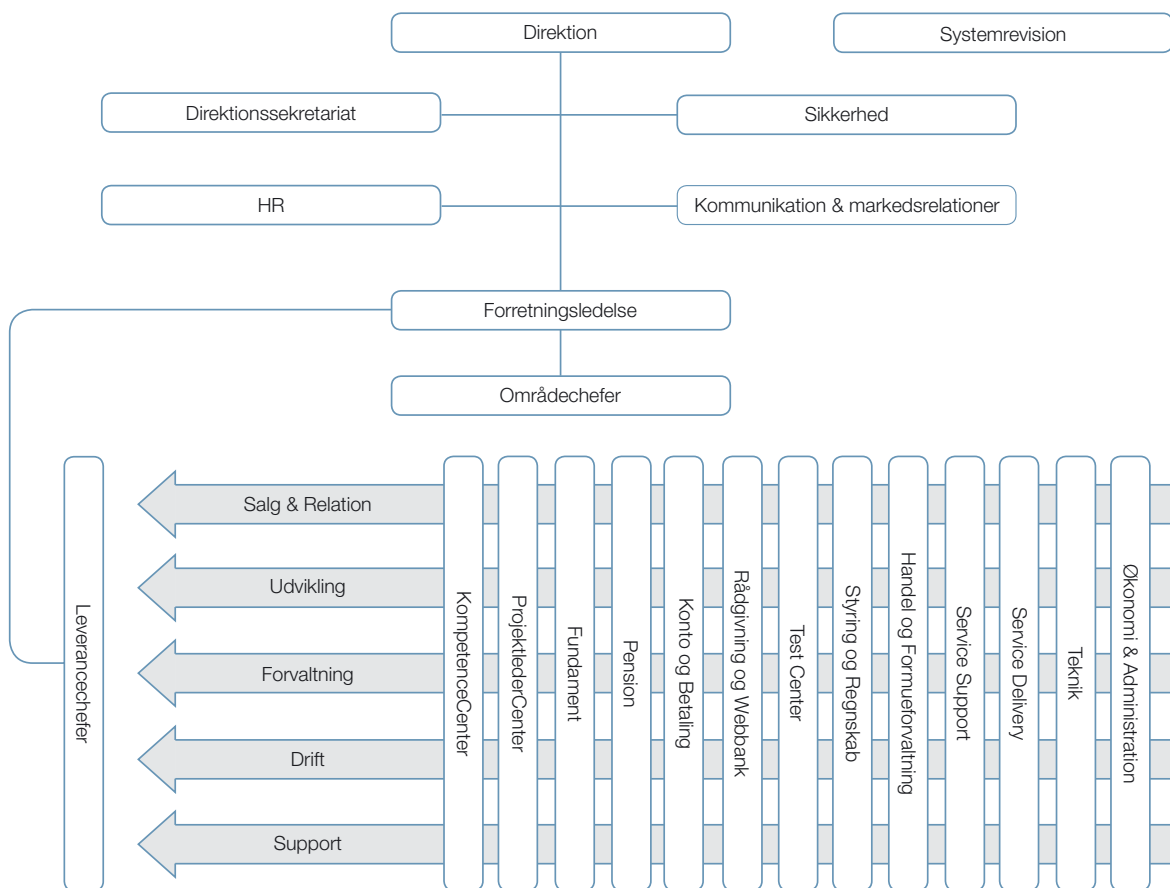 Direktion
Systemrevision
Direktionssekretariat
Sikkerhed
HR
Kommunikation & markedsrelationer
Forretningsledelse
Områdechefer
Leverancechefer
Salg & Relation
Udvikling
Forvaltning
Drift
Support
KompetenceCenter
ProjektlederCenter
Fundament
Pension
Konto og Betaling
Rådgivning og Webbank
Test Center
Styring og Regnskab
Handel og Formueforvaltning
Service Support
Service Delivery
Teknik
Økonomi & Administration